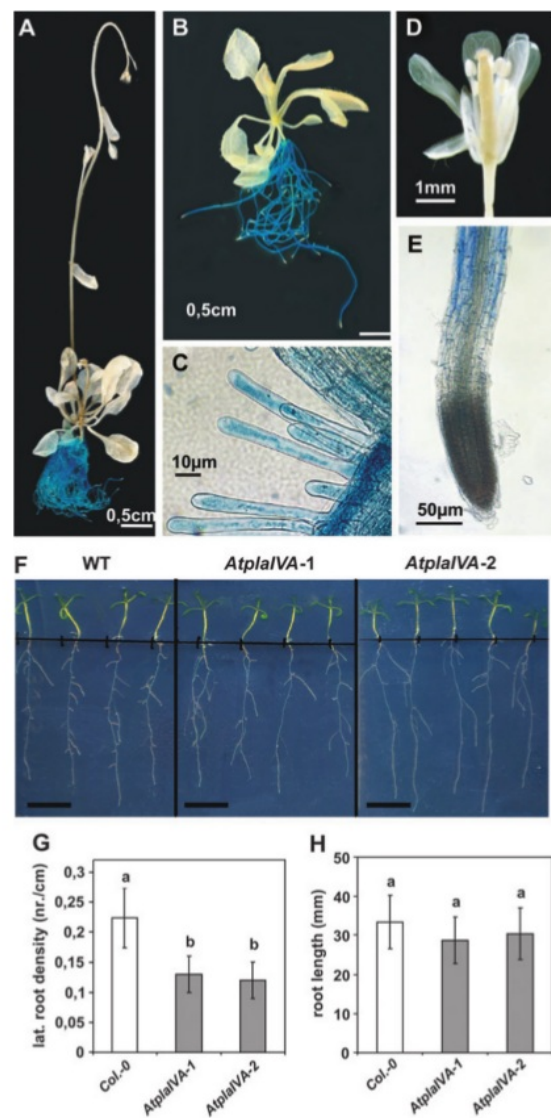 A
B
D
1mm
0,5cm
E
C
10µm
0,5cm
50µm
F
WT
AtplaIVA-1
AtplaIVA-2
G
H
lat. root density (nr./cm)
0,3
0,25
0,2
0,15
0,1
0,05
0
a
b
b
Col.-0
AtplaIVA-1
AtplaIVA-2
root length (mm)
50
40
30
20
10
0
a
a
a
Col.-0
AtplaIVA-1
AtplaIVA-2